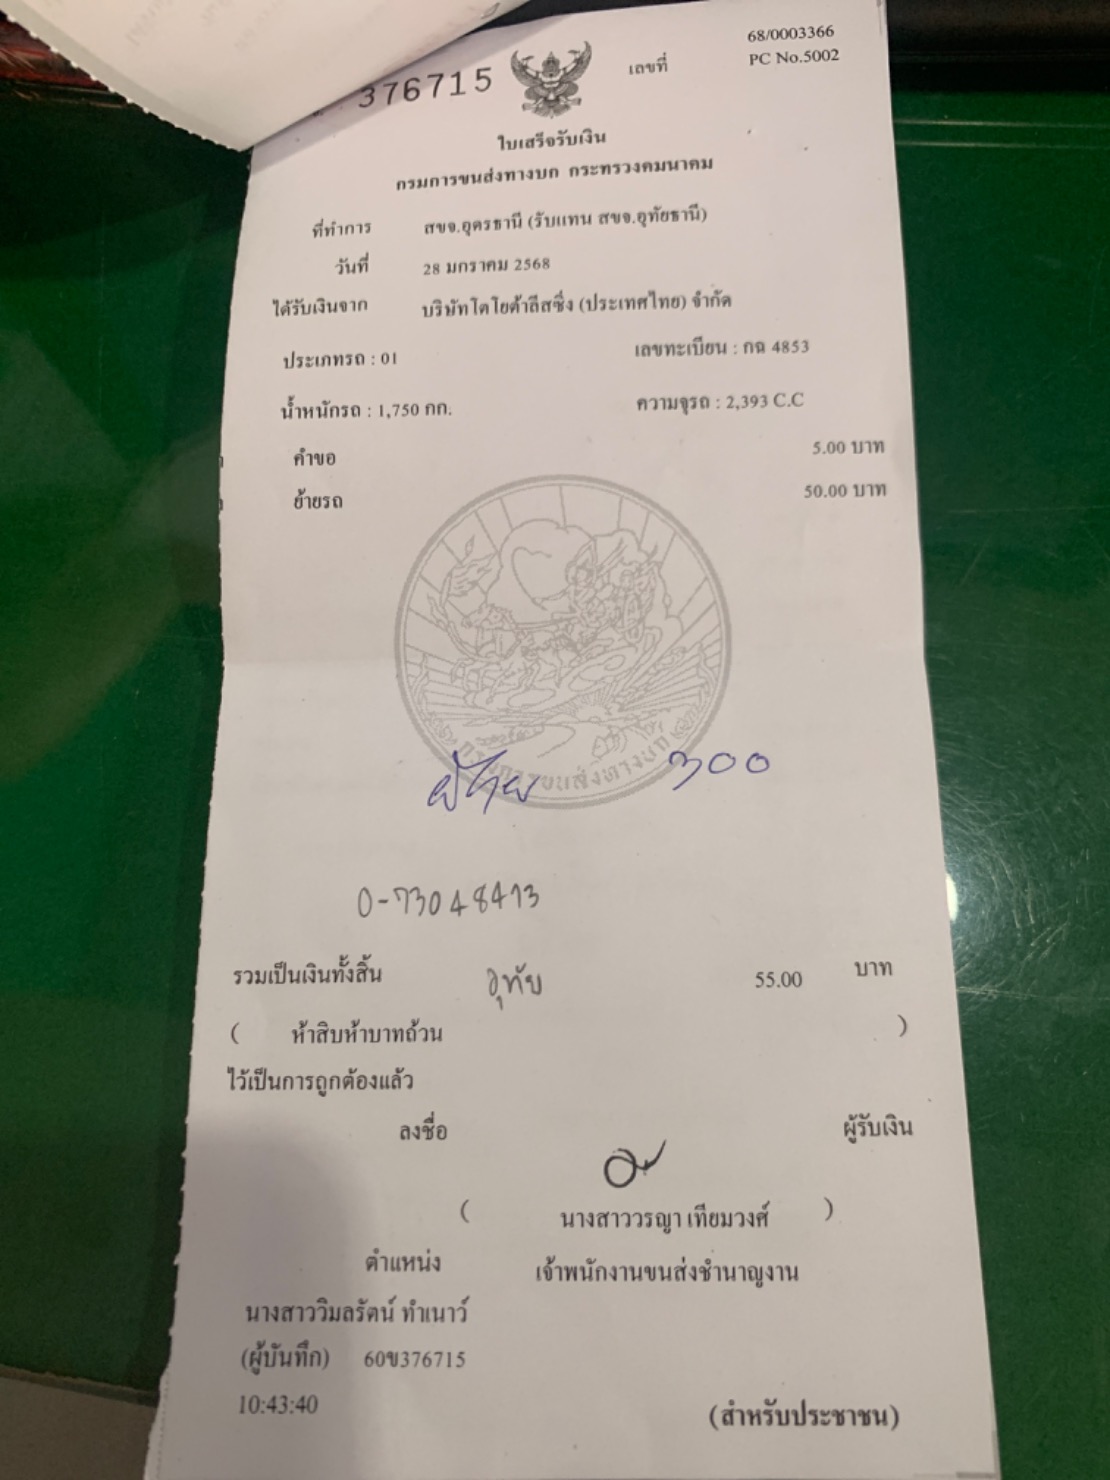 376715
เลขที่ 68/0003366
PC No.5002
ใบเสร็จรับเงิน
กรมการขนส่งทางบก กระทรวงคมนาคม
ที่ทำการ สขจ.อุดรธานี (รับแทน สขจ.อุทัยธานี)
วันที่ 28 มกราคม 2568
ได้รับเงินจาก บริษัทโตโยต้าลีสซิ่ง (ประเทศไทย) จำกัด
ประเภทรถ : 01 เลขทะเบียน : กฉ 4853
น้ำหนักรถ : 1,750 กก. ความจุรถ : 2,393 C.C
คำขอ 5.00 บาท
ย้ายรถ 50.00 บาท
กรมการขนส่งทางบก
300
0-73048413
รวมเป็นเงินทั้งสิ้น อุทัย 55.00 บาท
( ห้าสิบห้าบาทถ้วน )
ไว้เป็นการถูกต้องแล้ว
ลงชื่อ ผู้รับเงิน
( นางสาววรญา เทียมวงศ์ )
ตำแหน่ง เจ้าพนักงานขนส่งชำนาญงาน
นางสาววิมลรัตน์ ทำเนาว์
(ผู้บันทึก) 60ข376715
10:43:40
(สำหรับประชาชน)